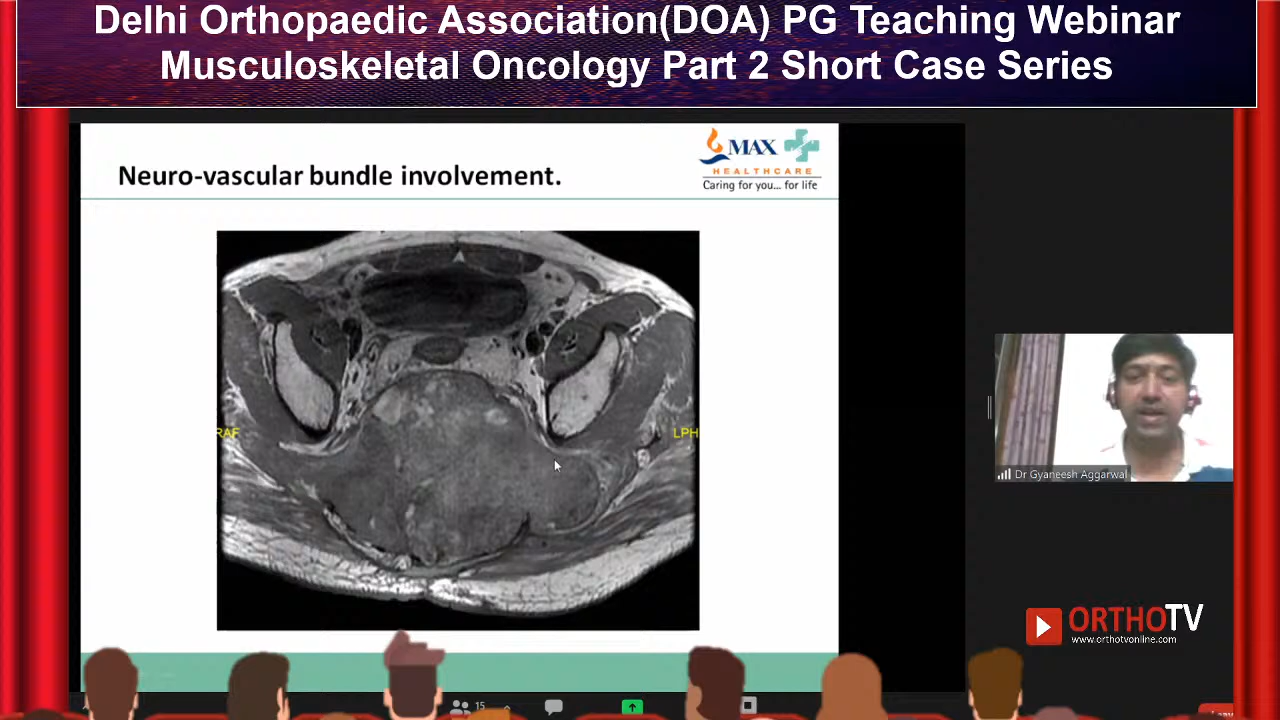 Delhi Orthopaedic Association(DOA) PG Teaching Webinar
Musculoskeletal Oncology Part 2 Short Case Series
MAX
HEALTHCARE
Caring for you... for life
Neuro-vascular bundle involvement.
RAF
LPH
Dr Gyaneesh Aggarwal
ORTHOTV
www.orthotvonline.com
15